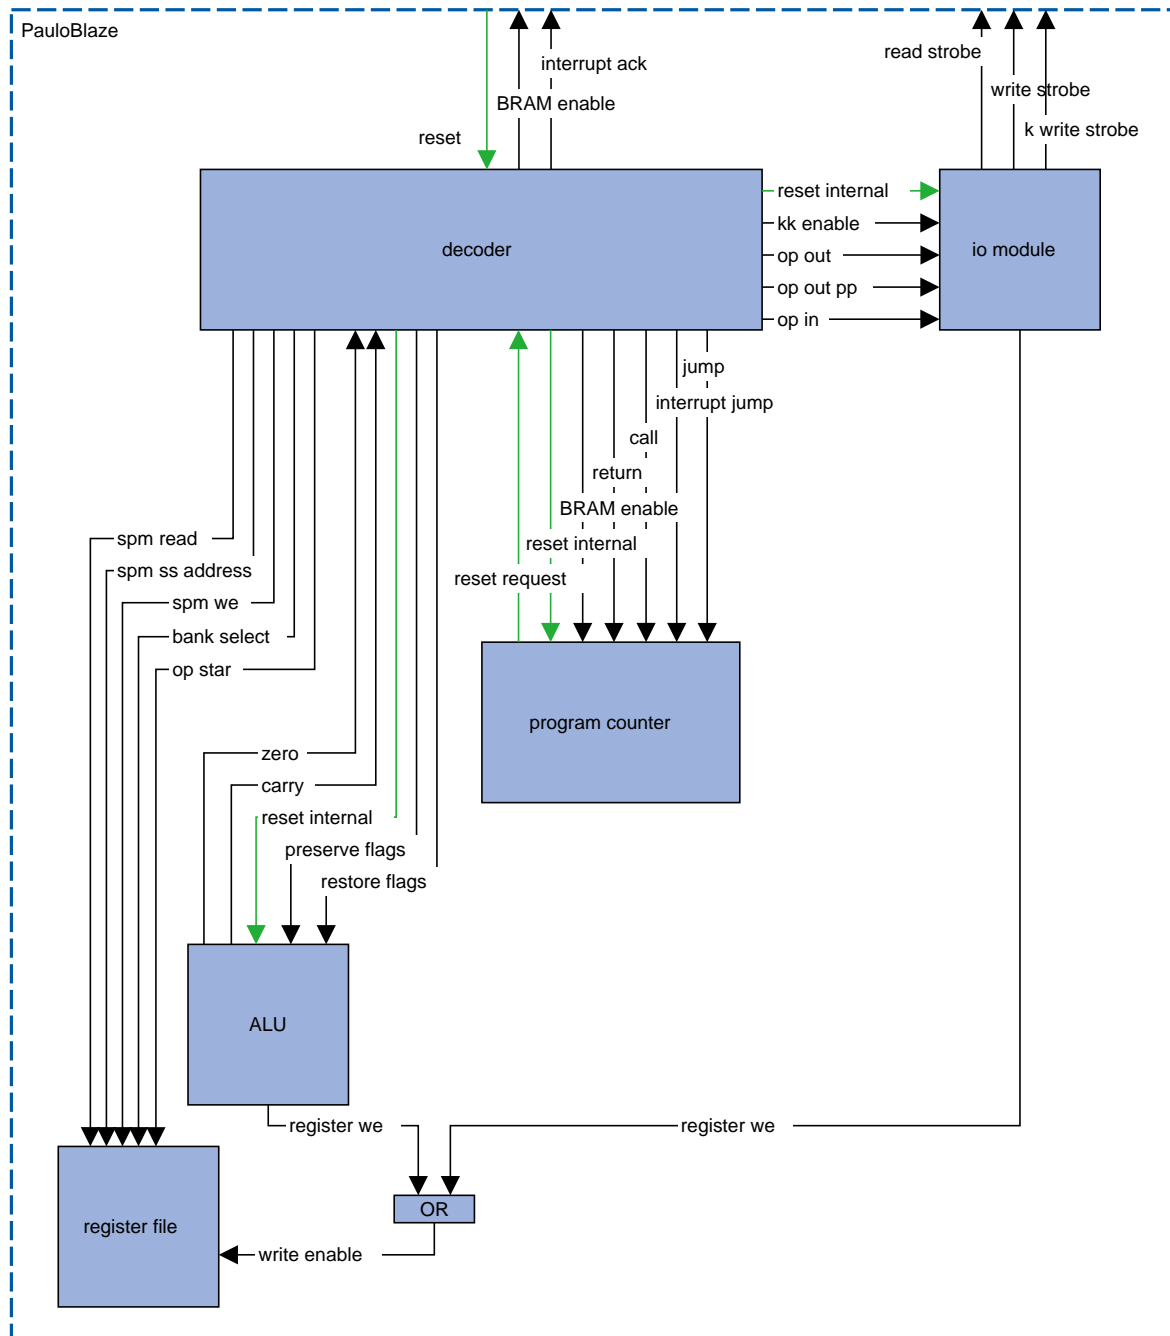 PauloBlaze
interrupt ack
read strobe
write strobe
BRAM enable
k write strobe
reset
reset internal
kk enable
decoder
io module
op out
op out pp
op in
jump
interrupt jump
call
return
BRAM enable
spm read
reset internal
spm ss address
reset request
spm we
bank select
op star
program counter
zero
carry
reset internal
preserve flags
restore flags
ALU
register we
register we
OR
register file
write enable